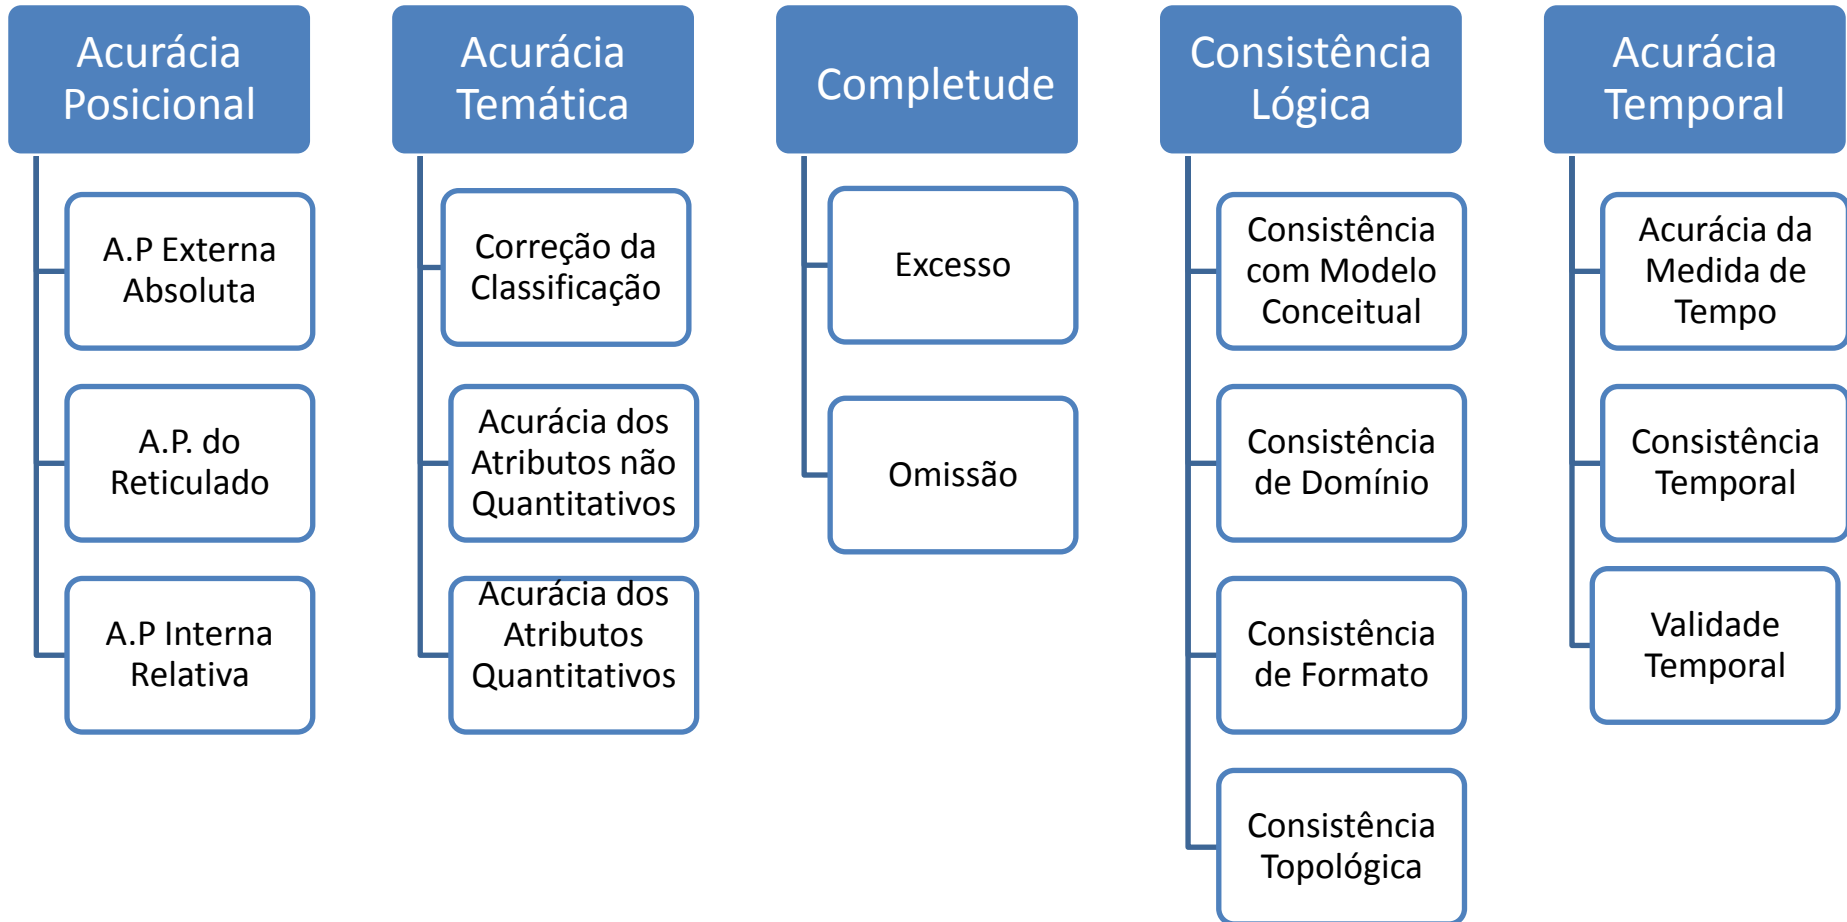 Acurácia
Posicional
A.P Externa
Absoluta
A.P. do
Reticulado
A.P Interna
Relativa
Acurácia
Temática
Correção da
Classificação
Acurácia dos
Atributos não
Quantitativos
Acurácia dos
Atributos
Quantitativos
Completude
Excesso
Omissão
Consistência
Lógica
Consistência
com Modelo
Conceitual
Consistência
de Domínio
Consistência
de Formato
Consistência
Topológica
Acurácia
Temporal
Acurácia da
Medida de
Tempo
Consistência
Temporal
Validade
Temporal